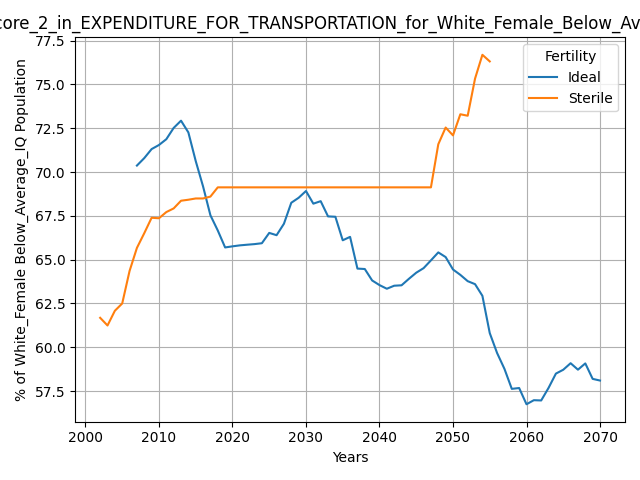 core_2_in_EXPENDITURE_FOR_TRANSPORTATION_for_White_Female_Below_Av
77.5
75.0
72.5
70.0
67.5
65.0
62.5
60.0
57.5
% of White_Female Below_Average_IQ Population
Fertility
Ideal
Sterile
2000 2010 2020 2030 2040 2050 2060 2070
Years